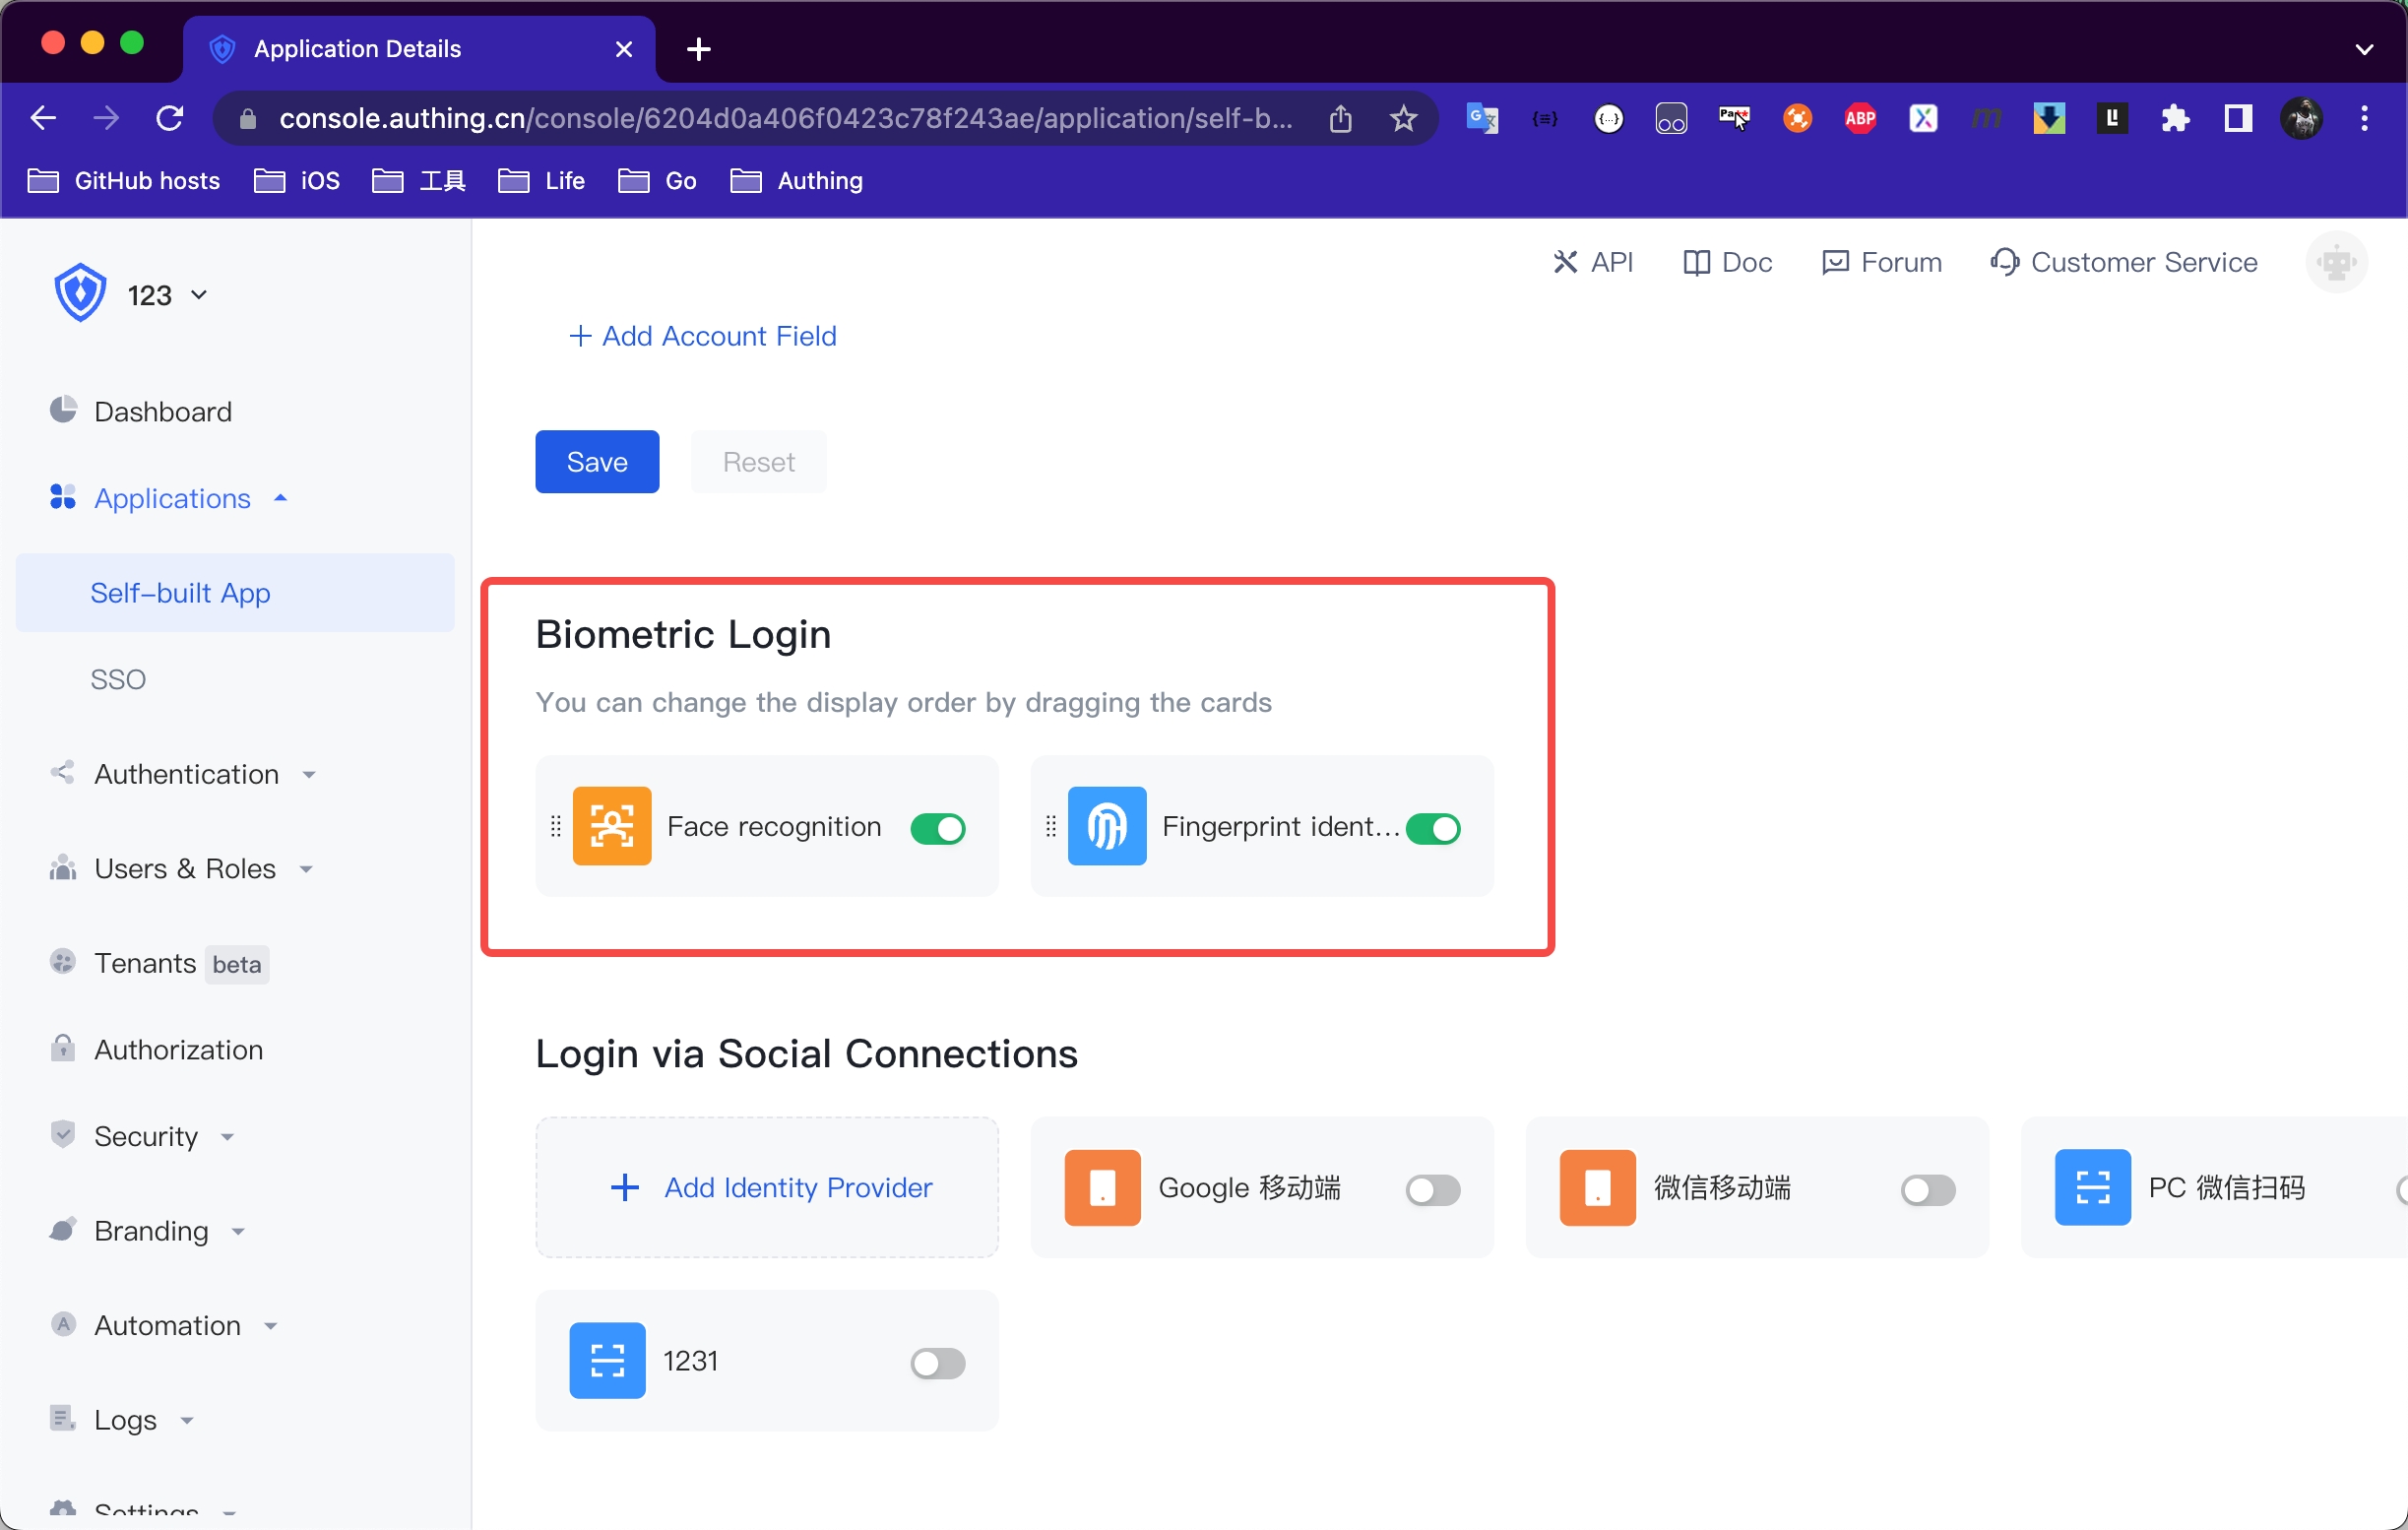 Application Details
console.authing.cn/console/6204d0a406f0423c78f243ae/application/self-b...
ABP
GitHub hosts
iOS
工具
Life
Go
Authing
123
API
Doc
Forum
Customer Service
Dashboard
Applications
Self-built App
SSO
Authentication
Users & Roles
Tenants beta
Authorization
Security
Branding
Automation
Logs
Settings
+ Add Account Field
Save
Reset
Biometric Login
You can change the display order by dragging the cards
Face recognition
Fingerprint ident...
Login via Social Connections
+ Add Identity Provider
Google 移动端
微信移动端
PC 微信扫码
1231